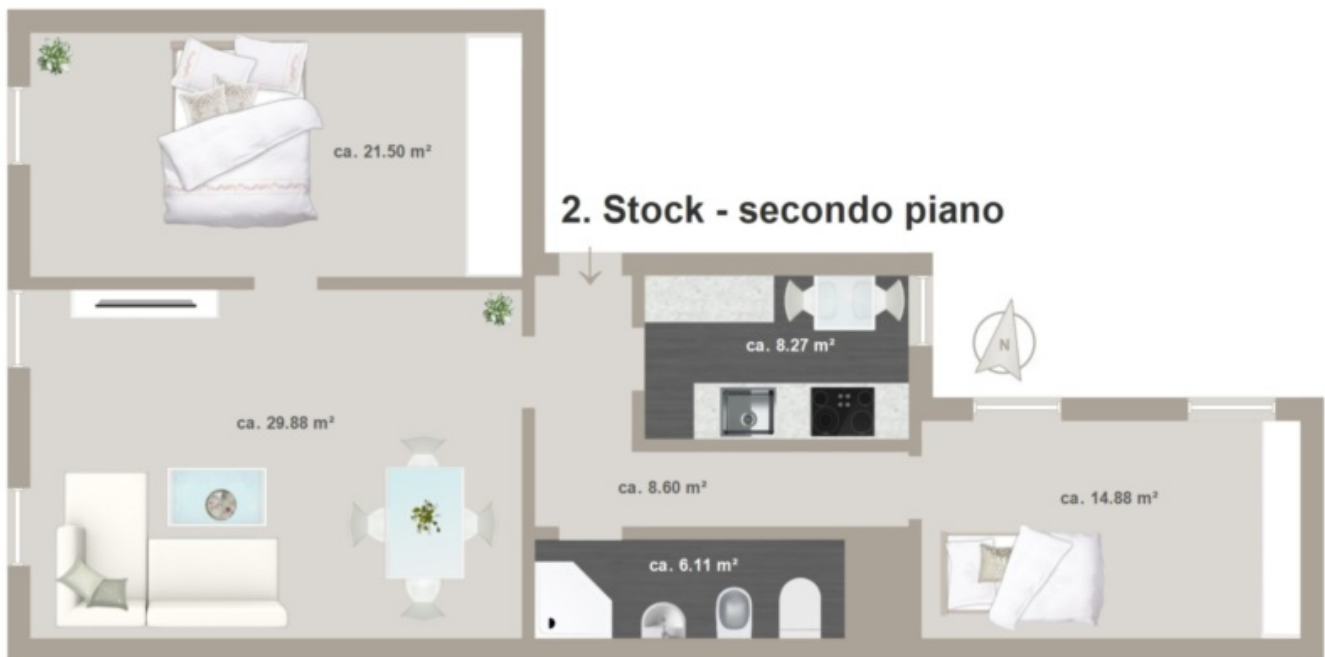 ca. 21.50 m²
2. Stock - secondo piano
ca. 8.27 m²
N
ca. 29.88 m²
ca. 8.60 m²
ca. 14.88 m²
ca. 6.11 m²